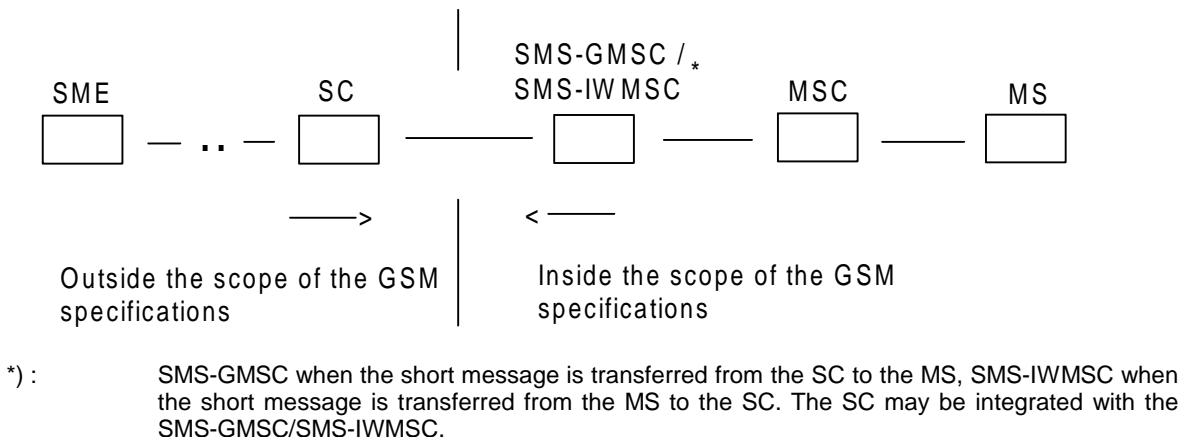 SMS-GMSC / *
SME SC SMS-IWMSC MSC MS
Outside the scope of the GSM
specifications
Inside the scope of the GSM
specifications
*) : SMS-GMSC when the short message is transferred from the SC to the MS, SMS-IWMSC when
the short message is transferred from the MS to the SC. The SC may be integrated with the
SMS-GMSC/SMS-IWMSC.